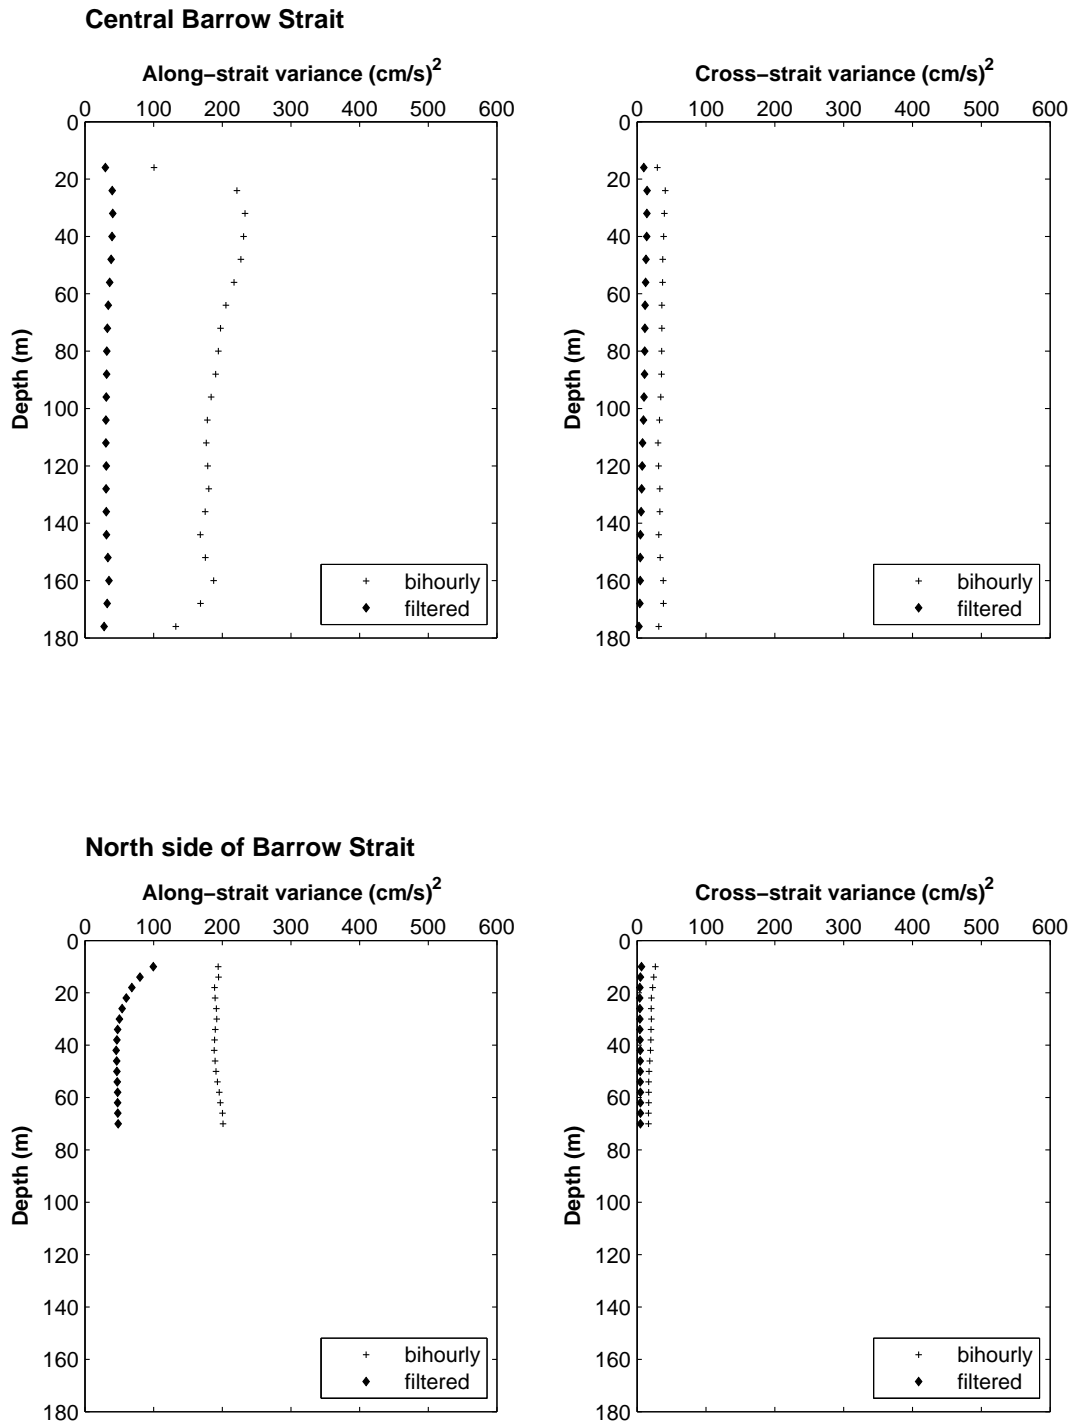 Central Barrow Strait
Along−strait variance (cm/s)2
0 100 200 300 400 500 600
0
20
40
60
80
100
120
140
160
180
Depth (m)
bihourly
filtered
Cross−strait variance (cm/s)2
0 100 200 300 400 500 600
0
20
40
60
80
100
120
140
160
180
Depth (m)
bihourly
filtered
North side of Barrow Strait
Along−strait variance (cm/s)2
0 100 200 300 400 500 600
0
20
40
60
80
100
120
140
160
180
Depth (m)
bihourly
filtered
Cross−strait variance (cm/s)2
0 100 200 300 400 500 600
0
20
40
60
80
100
120
140
160
180
Depth (m)
bihourly
filtered